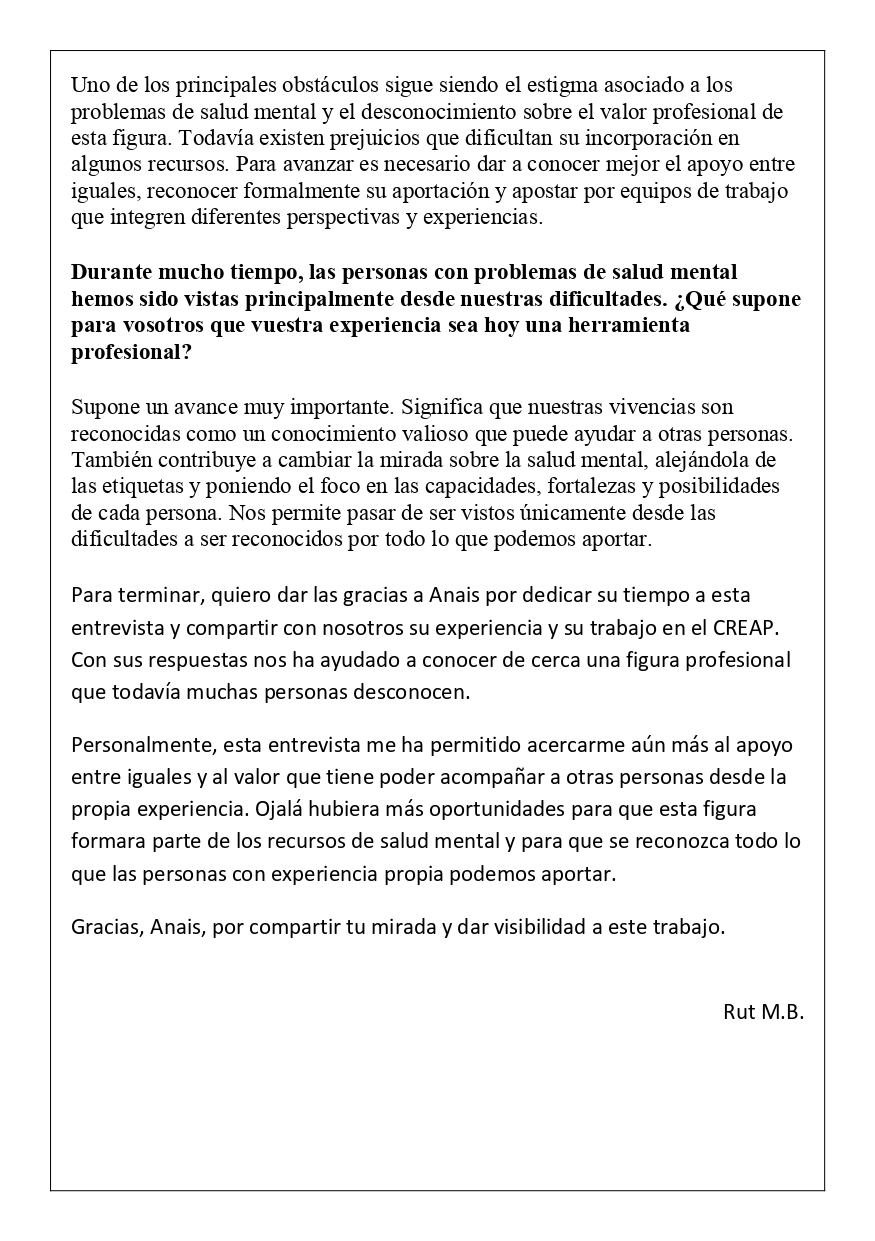 Uno de los principales obstáculos sigue siendo el estigma asociado a los
problemas de salud mental y el desconocimiento sobre el valor profesional de
esta figura. Todavía existen prejuicios que dificultan su incorporación en
algunos recursos. Para avanzar es necesario dar a conocer mejor el apoyo entre
iguales, reconocer formalmente su aportación y apostar por equipos de trabajo
que integren diferentes perspectivas y experiencias.
Durante mucho tiempo, las personas con problemas de salud mental
hemos sido vistas principalmente desde nuestras dificultades. ¿Qué supone
para vosotros que vuestra experiencia sea hoy una herramienta
profesional?
Supone un avance muy importante. Significa que nuestras vivencias son
reconocidas como un conocimiento valioso que puede ayudar a otras personas.
También contribuye a cambiar la mirada sobre la salud mental, alejándola de
las etiquetas y poniendo el foco en las capacidades, fortalezas y posibilidades
de cada persona. Nos permite pasar de ser vistos únicamente desde las
dificultades a ser reconocidos por todo lo que podemos aportar.
Para terminar, quiero dar las gracias a Anais por dedicar su tiempo a esta
entrevista y compartir con nosotros su experiencia y su trabajo en el CREAP.
Con sus respuestas nos ha ayudado a conocer de cerca una figura profesional
que todavía muchas personas desconocen.
Personalmente, esta entrevista me ha permitido acercarme aún más al apoyo
entre iguales y al valor que tiene poder acompañar a otras personas desde la
propia experiencia. Ojalá hubiera más oportunidades para que esta figura
formara parte de los recursos de salud mental y para que se reconozca todo lo
que las personas con experiencia propia podemos aportar.
Gracias, Anais, por compartir tu mirada y dar visibilidad a este trabajo.
Rut M.B.